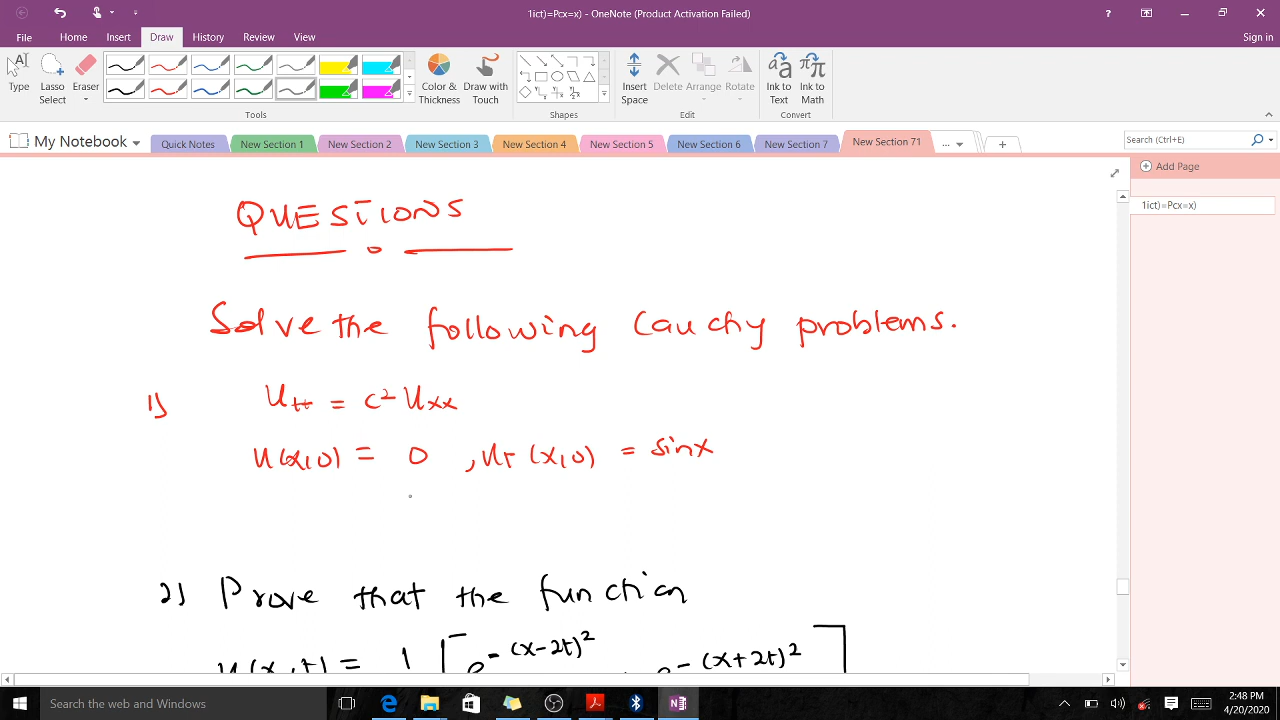 1ict)=Pcx=x) - OneNote (Product Activation Failed)
File Home Insert Draw History Review View Sign in
Type Lasso Select Eraser Color & Thickness Draw with Touch Insert Space Delete Arrange Rotate Ink to Text Ink to Math
Tools Shapes Edit Convert
My Notebook Quick Notes New Section 1 New Section 2 New Section 3 New Section 4 New Section 5 New Section 6 New Section 7 New Section 71 ... + Search (Ctrl+E)
Add Page
1ict)=Pcx=x)
QUESTIONS
Solve the following Cauchy problems.
1) Utt = c² Uxx
U(x,0) = 0 , Ut (x,0) = sinx
2) Prove that the function
u(x,t) = 1 [e^-(x-2t)² e^-(x+2t)²]
Search the web and Windows
2:48 PM
4/20/2020